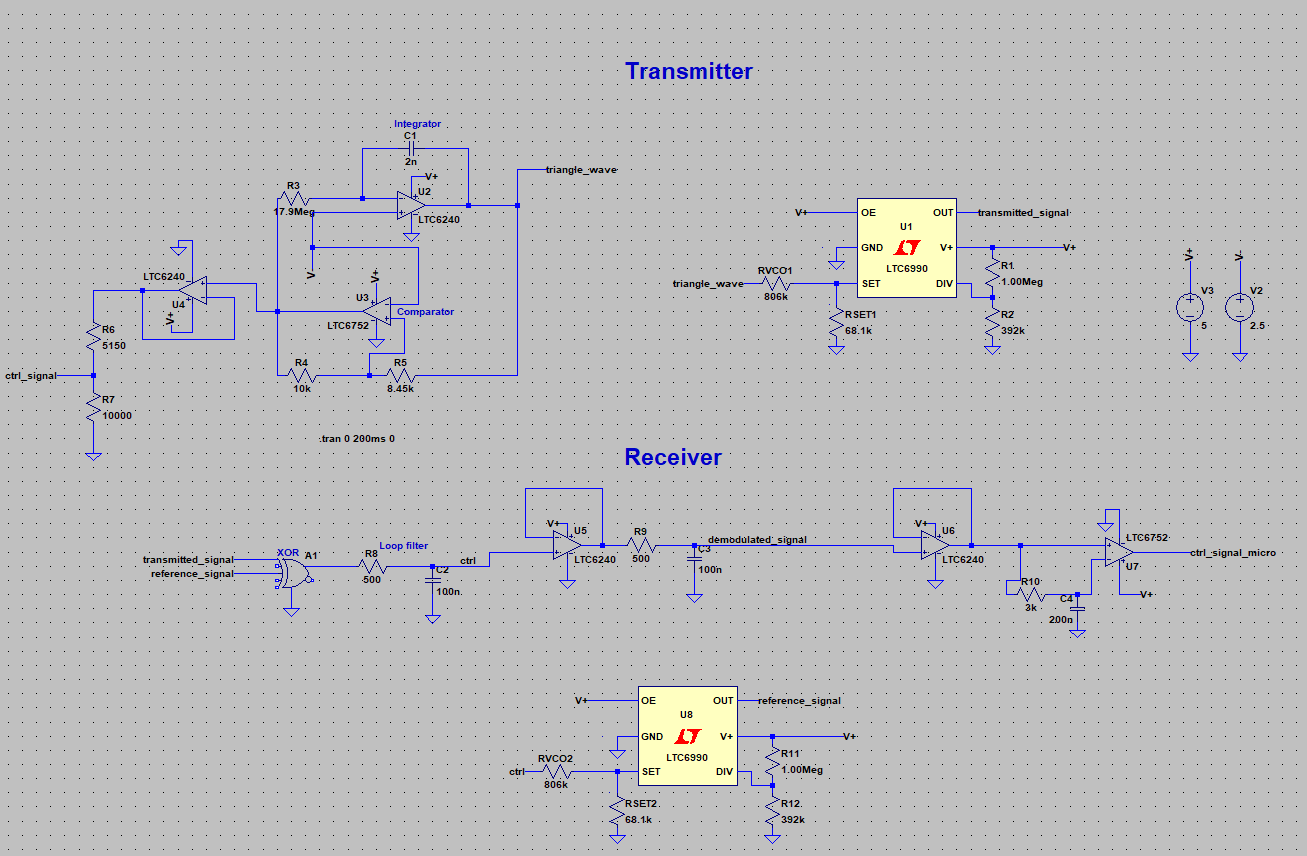 Transmitter
Integrator
C1
2n
V+
U2
LTC6240
R3
17.9Meg
triangle_wave
V-
V+
U3
LTC6752
Comparator
LTC6240
U4
V+
R6
5150
ctrl_signal
R7
10000
R4
10k
R5
8.45k
.tran 0 200ms 0
V+
OE
OUT
transmitted_signal
U1
GND
V+
V+
LTC6990
triangle_wave
RVCO1
806k
SET
DIV
R1
1.00Meg
RSET1
68.1k
R2
392k
V+
V3
5
V-
V2
2.5
Receiver
transmitted_signal
reference_signal
XOR
A1
R8
500
Loop filter
C2
100n
ctrl
V+
U5
LTC6240
R9
500
C3
100n
demodulated_signal
V+
U6
LTC6240
R10
3k
C4
200n
LTC6752
U7
V+
ctrl_signal_micro
V+
OE
OUT
reference_signal
U8
GND
V+
V+
LTC6990
ctrl
RVCO2
806k
SET
DIV
R11
1.00Meg
RSET2
68.1k
R12
392k